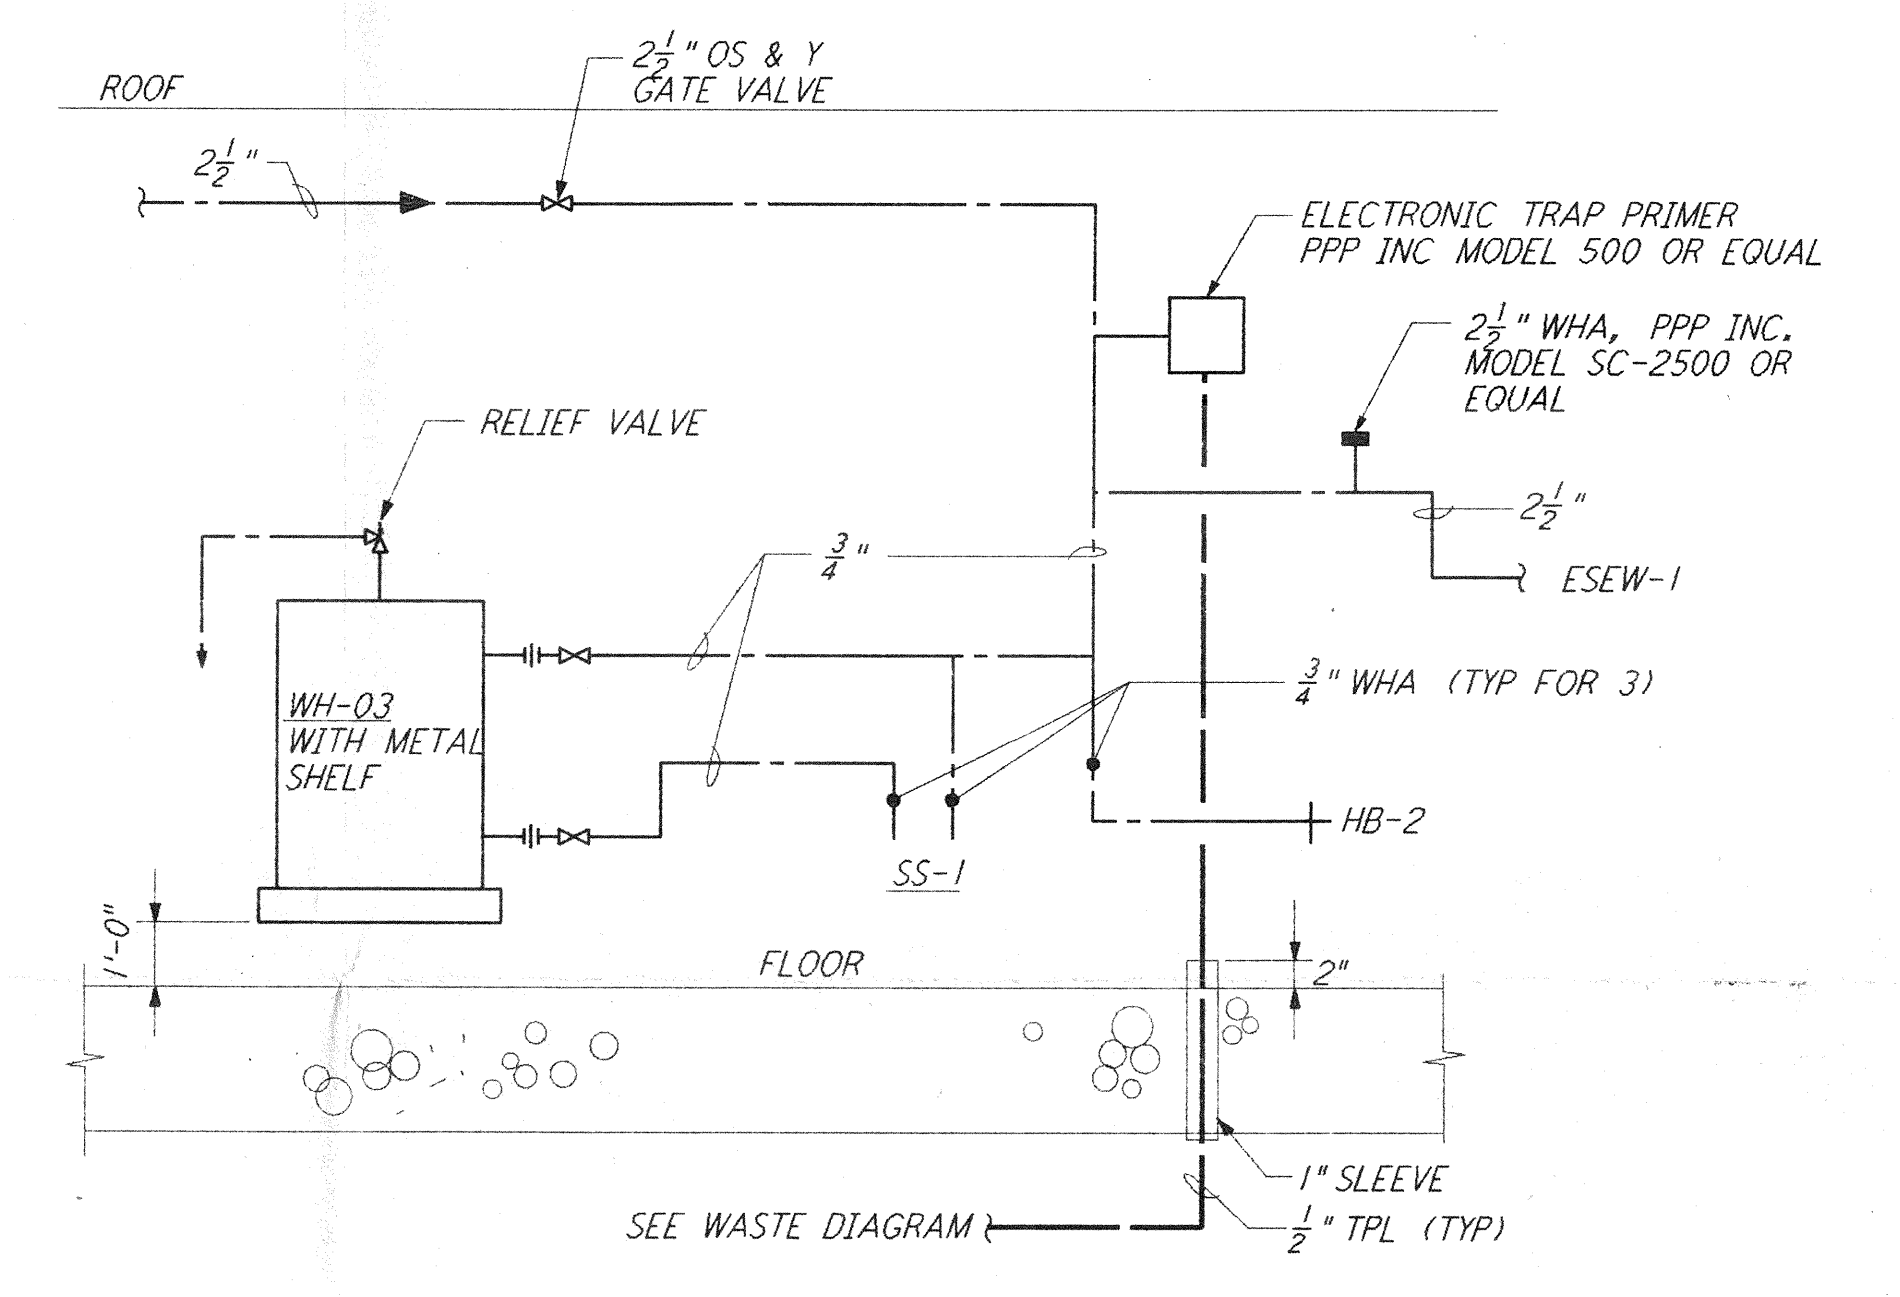 2 1/2" OS & Y
GATE VALVE
ROOF
2 1/2"
ELECTRONIC TRAP PRIMER
PPP INC MODEL 500 OR EQUAL
2 1/2" WHA, PPP INC.
MODEL SC-2500 OR
EQUAL
RELIEF VALVE
2 1/2"
3/4"
ESEW-1
3/4" WHA (TYP FOR 3)
WH-03
WITH METAL
SHELF
HB-2
SS-1
1'-0"
FLOOR
2"
1" SLEEVE
SEE WASTE DIAGRAM
1/2" TPL (TYP)